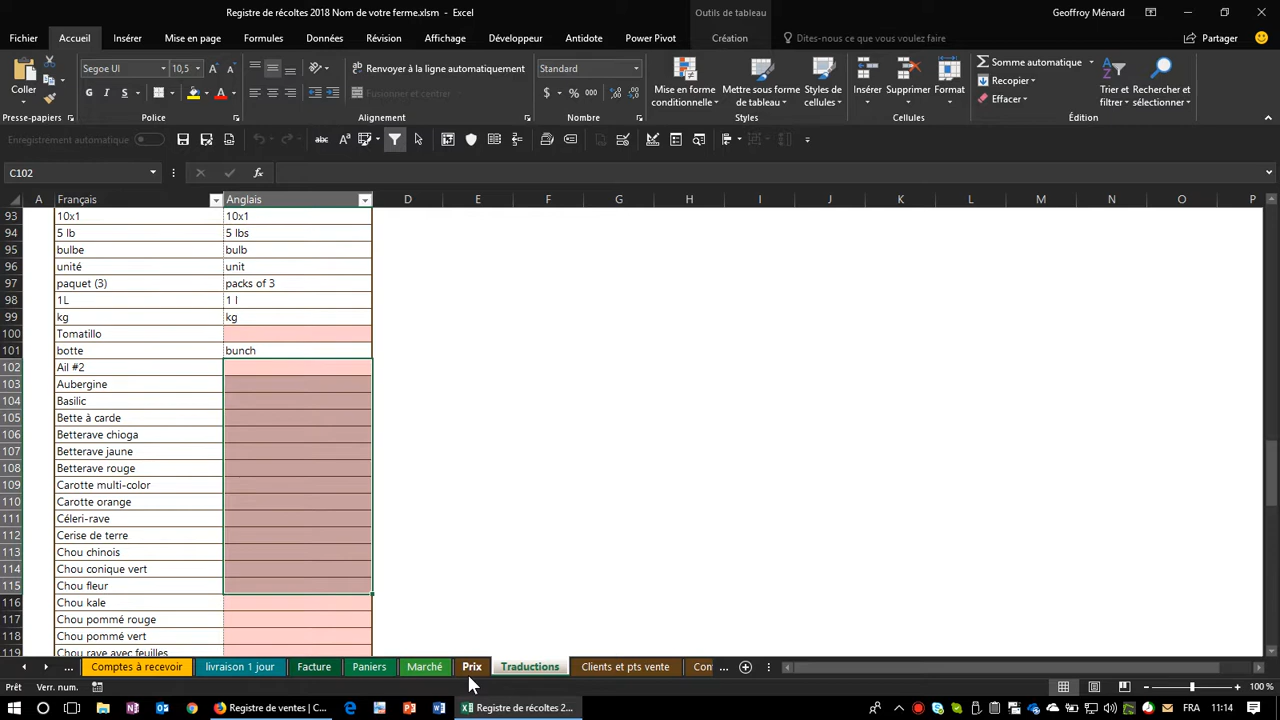 Registre de récoltes 2018 Nom de votre ferme.xlsm - Excel
Outils de tableau
Geoffroy Ménard
Fichier Accueil Insérer Mise en page Formules Données Révision Affichage Développeur Antidote Power Pivot Création Dites-nous ce que vous voulez faire Partager
Coller
Segoe UI 10,5
Renvoyer à la ligne automatiquement
Standard
G I S
Fusionner et centrer
$ % 000
Mise en forme conditionnelle
Mettre sous forme de tableau
Styles de cellules
Insérer Supprimer Format
Somme automatique
Recopier
Effacer
Trier et filtrer
Rechercher et sélectionner
Presse-papiers Police Alignement Nombre Styles Cellules Édition
Enregistrement automatique
C102
fx
A Français Anglais D E F G H I J K L M N O P
93 10x1 10x1
94 5 lb 5 lbs
95 bulbe bulb
96 unité unit
97 paquet (3) packs of 3
98 1L 1 l
99 kg kg
100 Tomatillo
101 botte bunch
102 Ail #2
103 Aubergine
104 Basilic
105 Bette à carde
106 Betterave chioga
107 Betterave jaune
108 Betterave rouge
109 Carotte multi-color
110 Carotte orange
111 Céleri-rave
112 Cerise de terre
113 Chou chinois
114 Chou conique vert
115 Chou fleur
116 Chou kale
117 Chou pommé rouge
118 Chou pommé vert
119 Chou rave avec feuilles
... Comptes à recevoir livraison 1 jour Facture Paniers Marché Prix Traductions Clients et pts vente Con ...
Prêt Verr. num. 100 %
Registre de ventes | C...
Registre de récoltes 2...
FRA 11:14